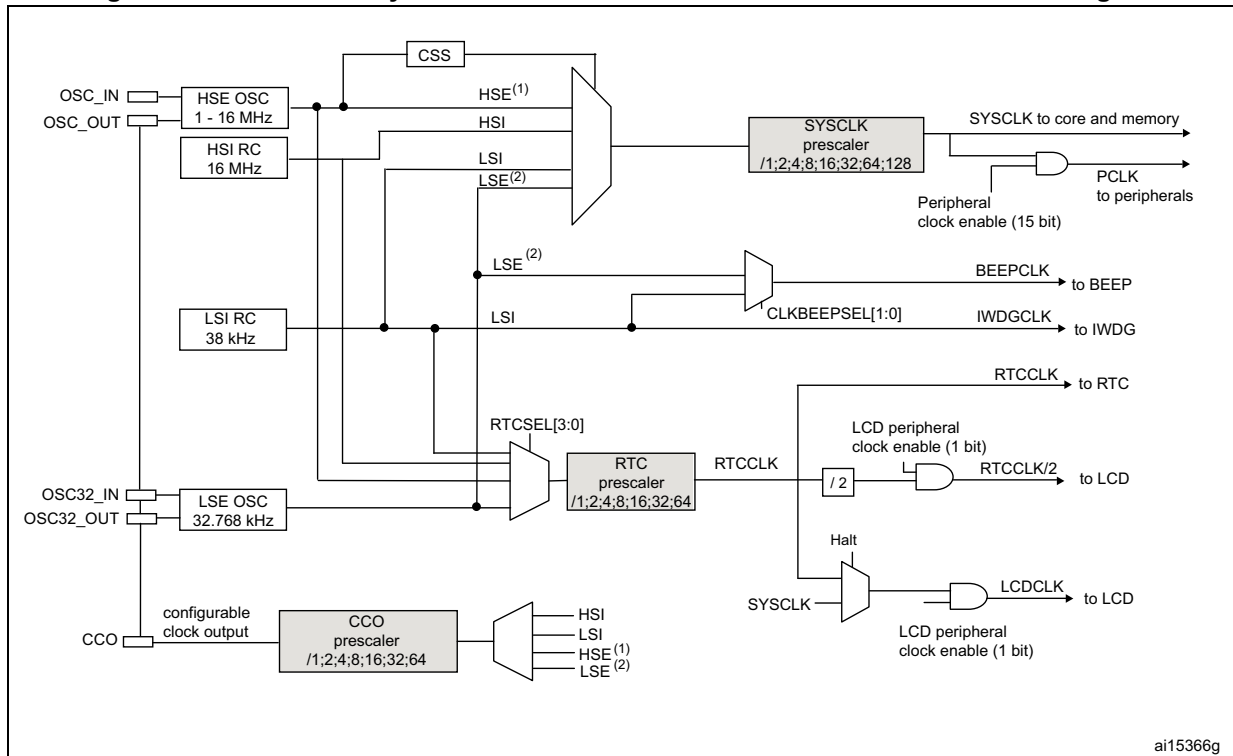 CSS
OSC_IN
HSE OSC
1 - 16 MHz
HSE(1)
OSC_OUT
HSI RC
16 MHz
HSI
LSI
LSE(2)
SYSCLK
prescaler
/1;2;4;8;16;32;64;128
SYSCLK to core and memory
PCLK
to peripherals
Peripheral
clock enable (15 bit)
LSE(2)
BEEPCLK
to BEEP
CLKBEEPSEL[1:0]
LSI RC
38 kHz
LSI
IWDGCLK
to IWDG
RTCCLK
to RTC
RTCSEL[3:0]
RTC
prescaler
/1;2;4;8;16;32;64
RTCCLK
LCD peripheral
clock enable (1 bit)
/ 2
RTCCLK/2
to LCD
OSC32_IN
OSC32_OUT
LSE OSC
32.768 kHz
Halt
SYSCLK
LCDCLK
to LCD
LCD peripheral
clock enable (1 bit)
CCO
configurable
clock output
CCO
prescaler
/1;2;4;8;16;32;64
HSI
LSI
HSE(1)
LSE(2)
ai15366g